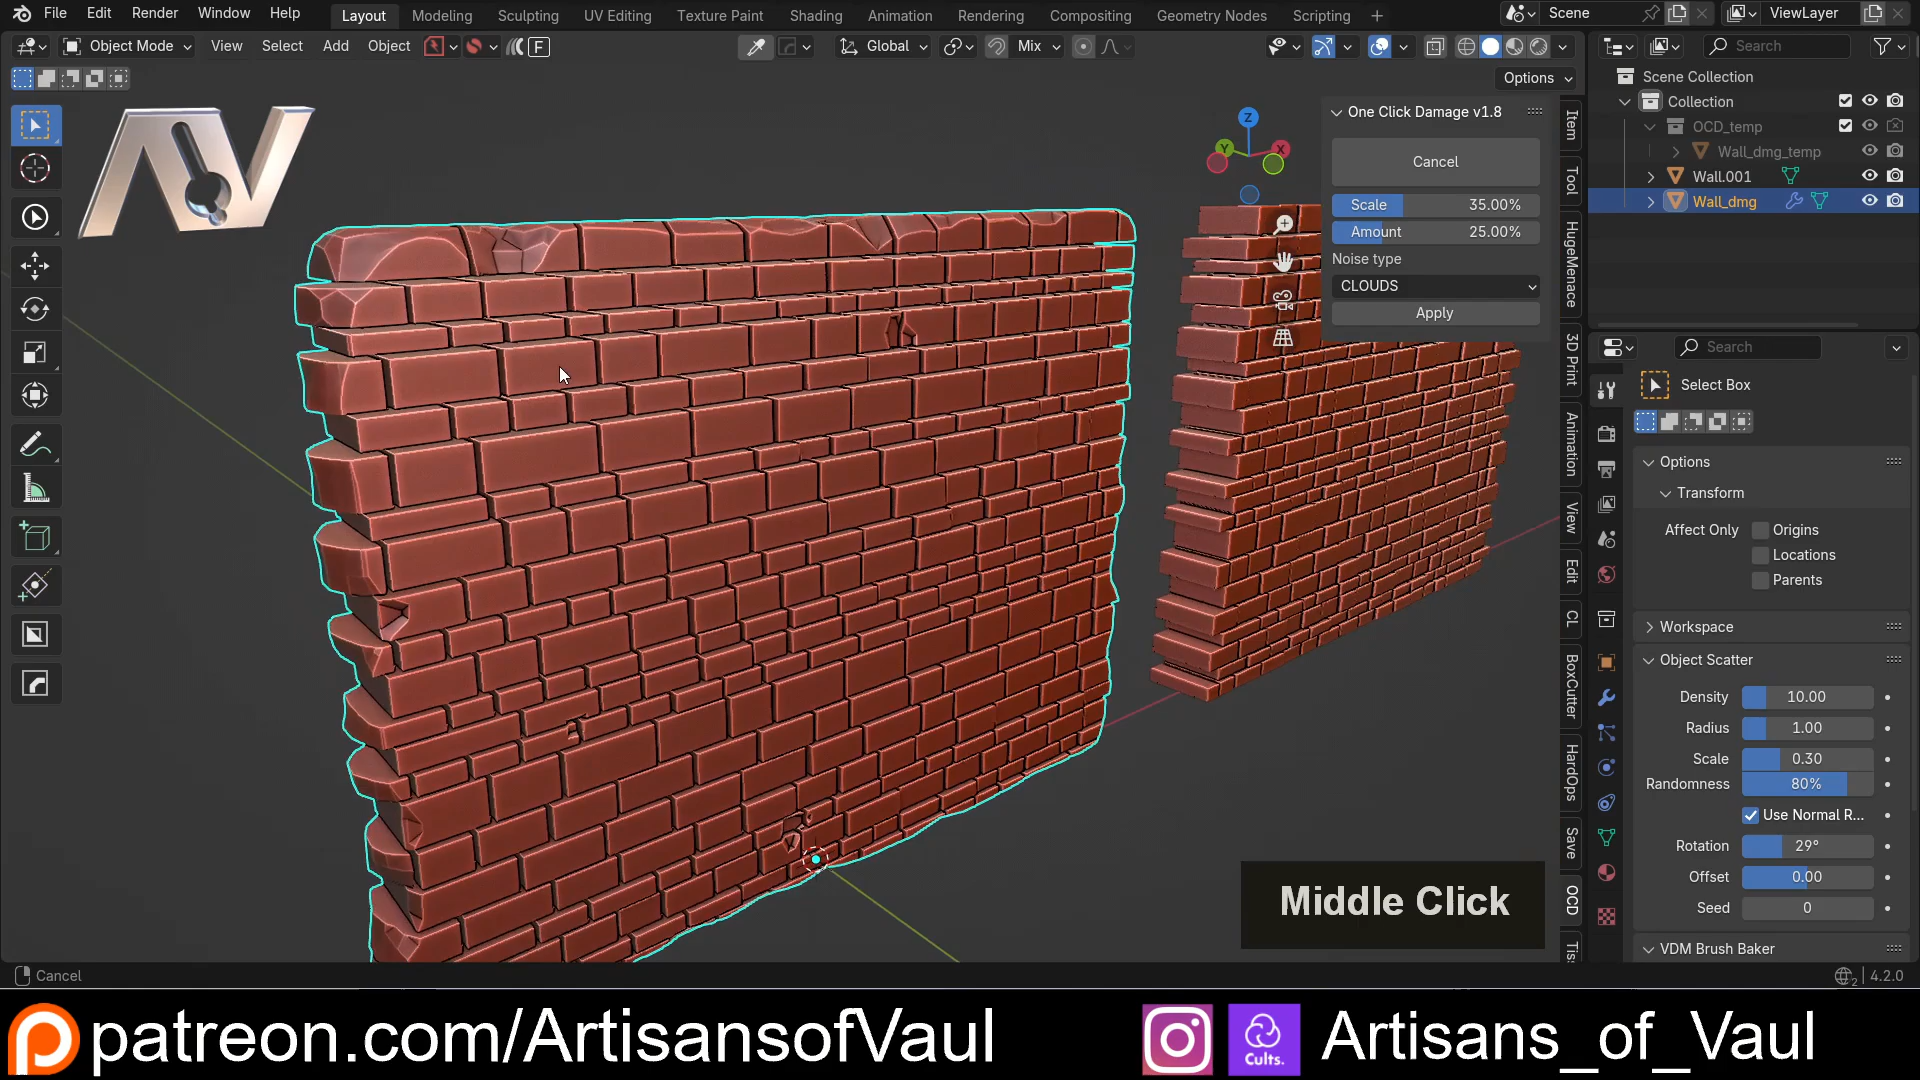 File Edit Render Window Help
Layout Modeling Sculpting UV Editing Texture Paint Shading Animation Rendering Compositing Geometry Nodes Scripting +
Scene
ViewLayer
Object Mode View Select Add Object F
Global Mix
Search
Options
One Click Damage v1.8
Cancel
Scale 35.00%
Amount 25.00%
Noise type
CLOUDS
Apply
Z
Y
X
Item
Tool
HugeMenace
3D Print
Animation
View
Edit
CL
BoxCutter
HardOps
Save
OCD
Tis
Scene Collection
Collection
OCD_temp
Wall_dmg_temp
Wall.001
Wall_dmg
Search
Select Box
Options
Transform
Affect Only Origins
Locations
Parents
Workspace
Object Scatter
Density 10.00
Radius 1.00
Scale 0.30
Randomness 80%
Use Normal R...
Rotation 29°
Offset 0.00
Seed 0
VDM Brush Baker
Middle Click
Cancel
2 4.2.0
patreon.com/ArtisansofVaul
Cults.
Artisans_of_Vaul